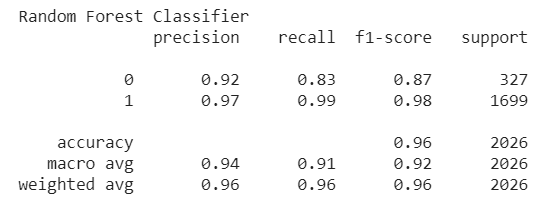 Random Forest Classifier
precision recall f1-score support
0 0.92 0.83 0.87 327
1 0.97 0.99 0.98 1699
accuracy 0.96 2026
macro avg 0.94 0.91 0.92 2026
weighted avg 0.96 0.96 0.96 2026